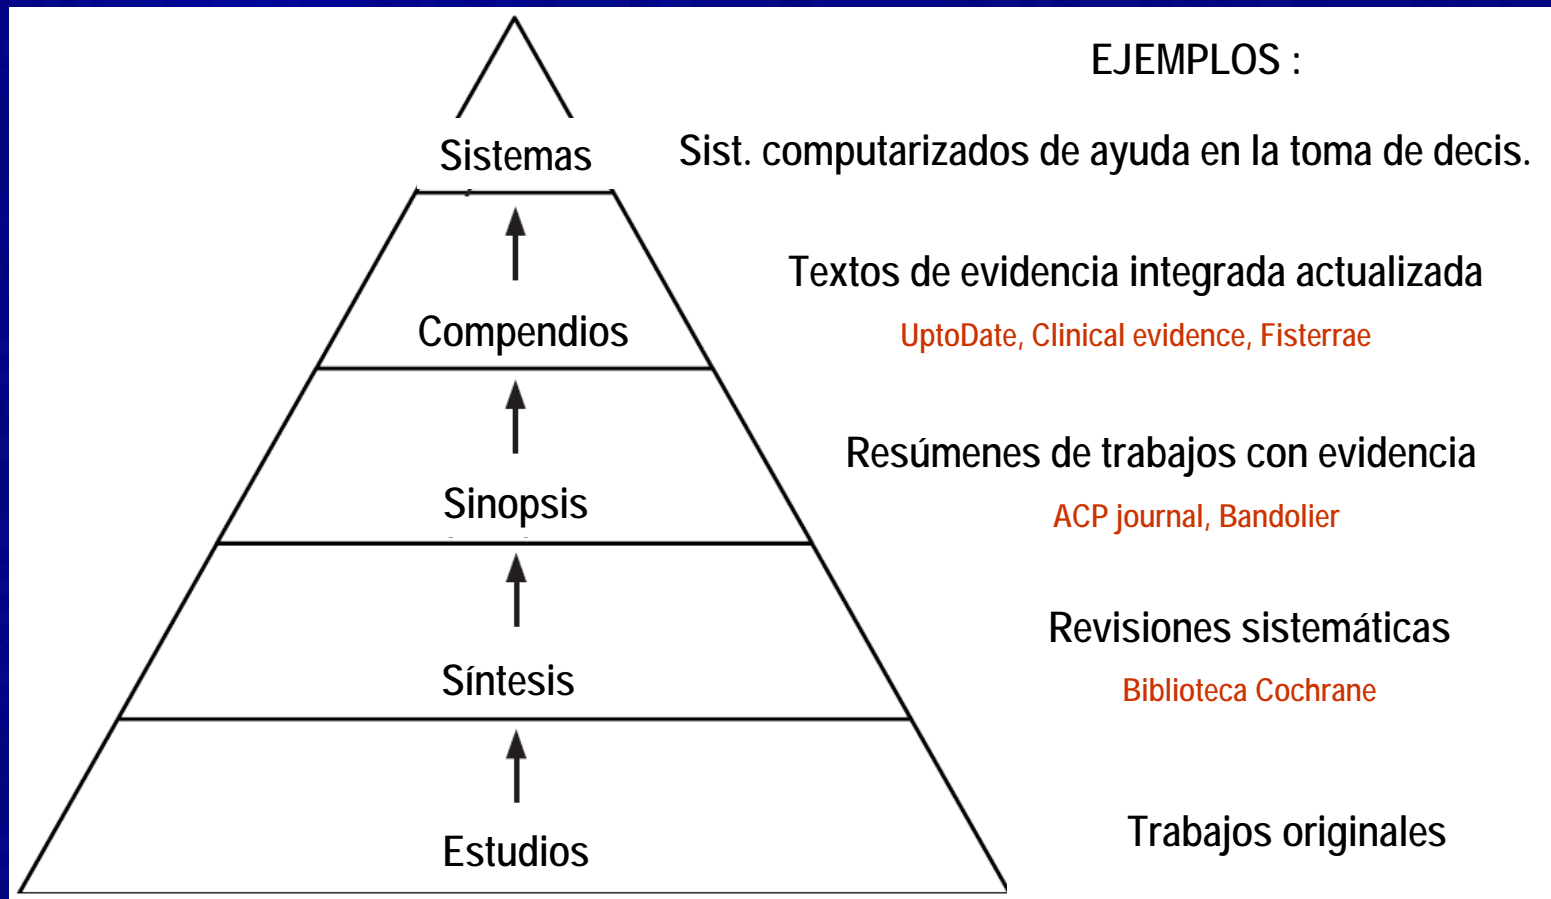 EJEMPLOS :
Sistemas
Sist. computarizados de ayuda en la toma de decis.
Compendios
Textos de evidencia integrada actualizada
UptoDate, Clinical evidence, Fisterrae
Sinopsis
Resúmenes de trabajos con evidencia
ACP journal, Bandolier
Síntesis
Revisiones sistemáticas
Biblioteca Cochrane
Estudios
Trabajos originales